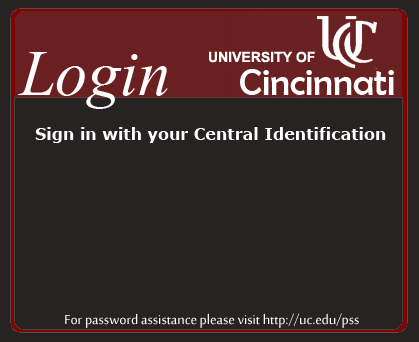 Login
UC
UNIVERSITY OF
Cincinnati
Sign in with your Central Identification
For password assistance please visit http://uc.edu/pss